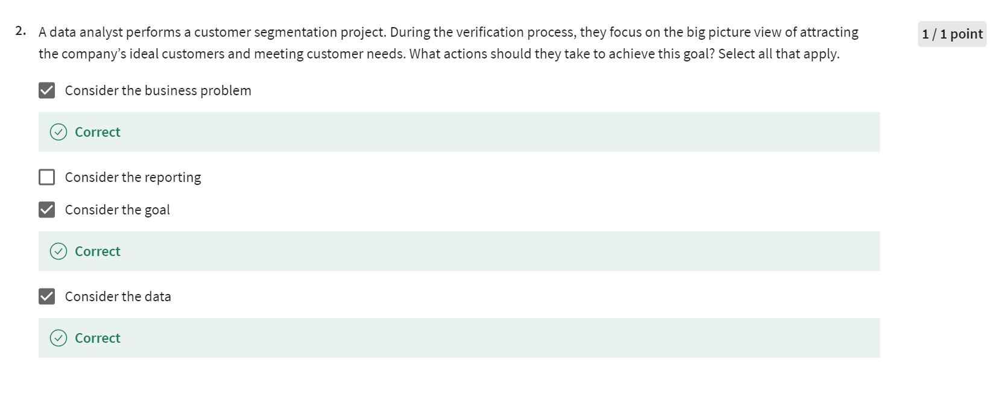 2. A data analyst performs a customer segmentation project. During the verification process, they focus on the big picture view of attracting
the company’s ideal customers and meeting customer needs. What actions should they take to achieve this goal? Select all that apply.
1 / 1 point
Consider the business problem
Correct
Consider the reporting
Consider the goal
Correct
Consider the data
Correct